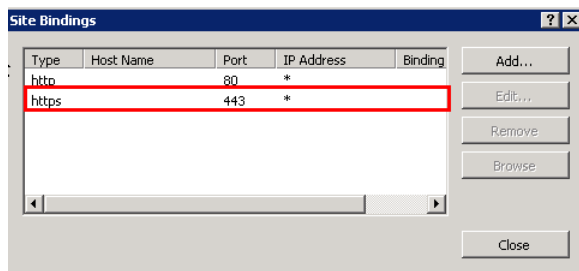 Site Bindings
Type Host Name Port IP Address Binding
http 80 *
https 443 *
Add...
Edit...
Remove
Browse
Close